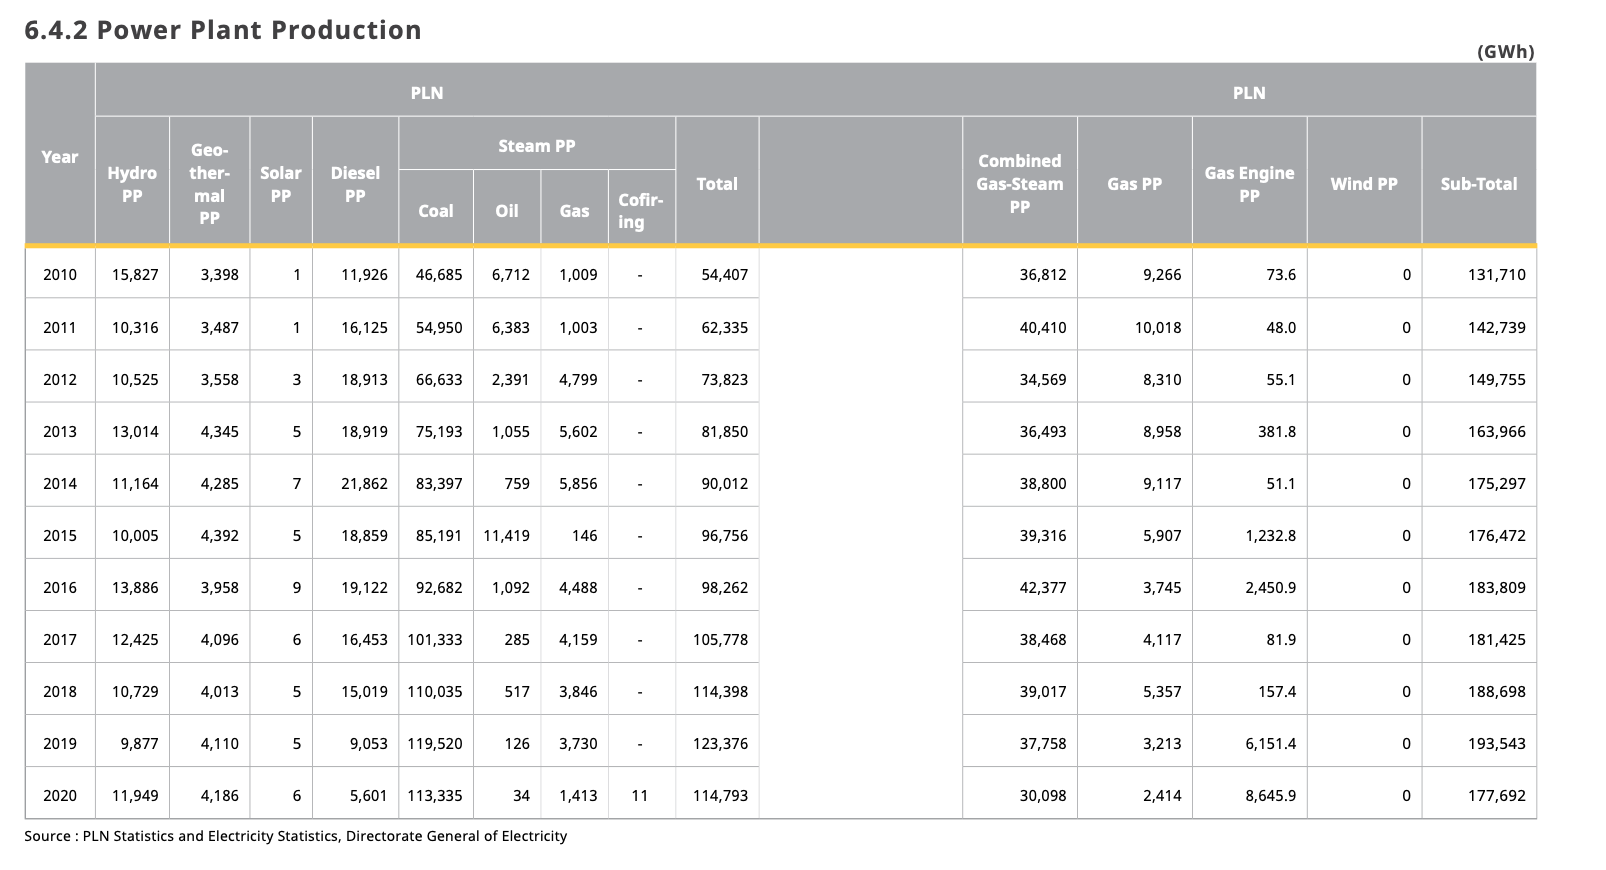 6.4.2 Power Plant Production
(GWh)
PLN PLN
Year Hydro PP Geo-ther-mal PP Solar PP Diesel PP Steam PP Total Combined Gas-Steam PP Gas PP Gas Engine PP Wind PP Sub-Total
Coal Oil Gas Cofir-ing
2010 15,827 3,398 1 11,926 46,685 6,712 1,009 - 54,407 36,812 9,266 73.6 0 131,710
2011 10,316 3,487 1 16,125 54,950 6,383 1,003 - 62,335 40,410 10,018 48.0 0 142,739
2012 10,525 3,558 3 18,913 66,633 2,391 4,799 - 73,823 34,569 8,310 55.1 0 149,755
2013 13,014 4,345 5 18,919 75,193 1,055 5,602 - 81,850 36,493 8,958 381.8 0 163,966
2014 11,164 4,285 7 21,862 83,397 759 5,856 - 90,012 38,800 9,117 51.1 0 175,297
2015 10,005 4,392 5 18,859 85,191 11,419 146 - 96,756 39,316 5,907 1,232.8 0 176,472
2016 13,886 3,958 9 19,122 92,682 1,092 4,488 - 98,262 42,377 3,745 2,450.9 0 183,809
2017 12,425 4,096 6 16,453 101,333 285 4,159 - 105,778 38,468 4,117 81.9 0 181,425
2018 10,729 4,013 5 15,019 110,035 517 3,846 - 114,398 39,017 5,357 157.4 0 188,698
2019 9,877 4,110 5 9,053 119,520 126 3,730 - 123,376 37,758 3,213 6,151.4 0 193,543
2020 11,949 4,186 6 5,601 113,335 34 1,413 11 114,793 30,098 2,414 8,645.9 0 177,692
Source : PLN Statistics and Electricity Statistics, Directorate General of Electricity